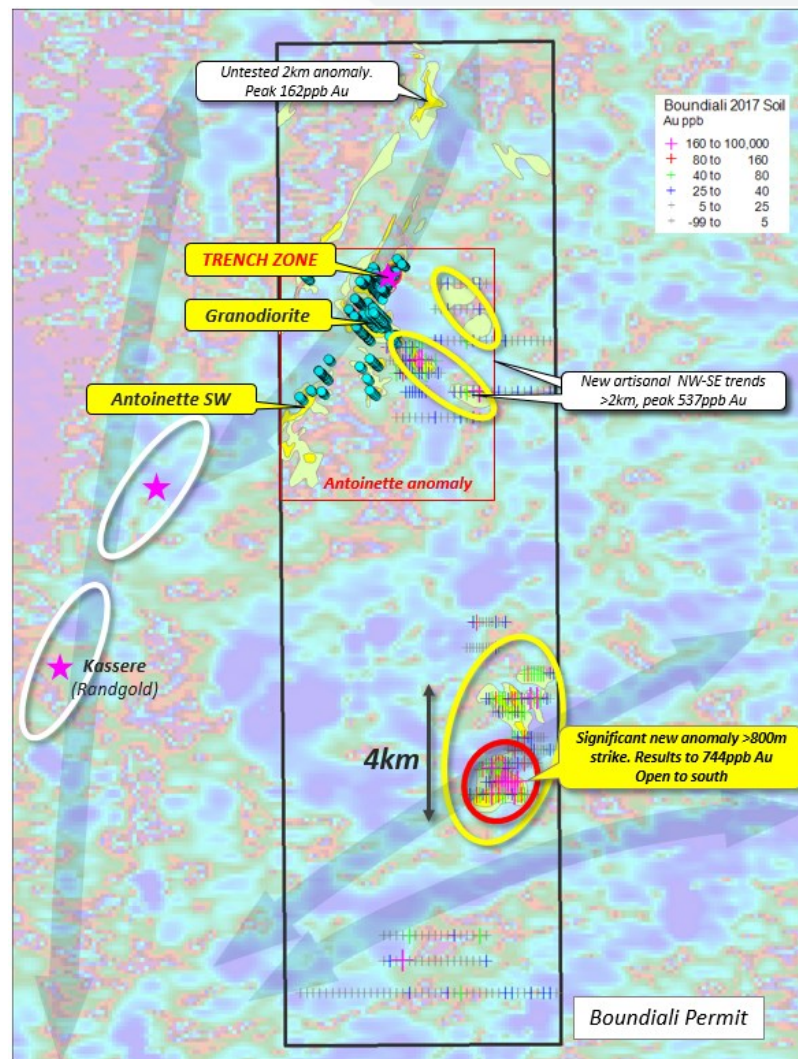 Untested 2km anomaly.
Peak 162ppb Au
Boundiali 2017 Soil
Au ppb
160 to 100,000
80 to 160
40 to 80
25 to 40
5 to 25
-99 to 5
TRENCH ZONE
Granodiorite
Antoinette SW
New artisanal NW-SE trends
>2km, peak 537ppb Au
Antoinette anomaly
Kassere
(Randgold)
4km
Significant new anomaly >800m
strike. Results to 744ppb Au
Open to south
Boundiali Permit